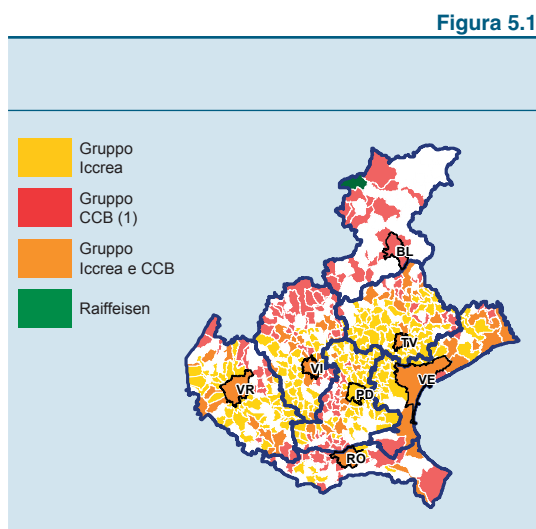 Figura 5.1
Gruppo
Iccrea
Gruppo
CCB (1)
Gruppo
Iccrea e CCB
Raiffeisen
BL
TV
VI
VE
VR
PD
RO